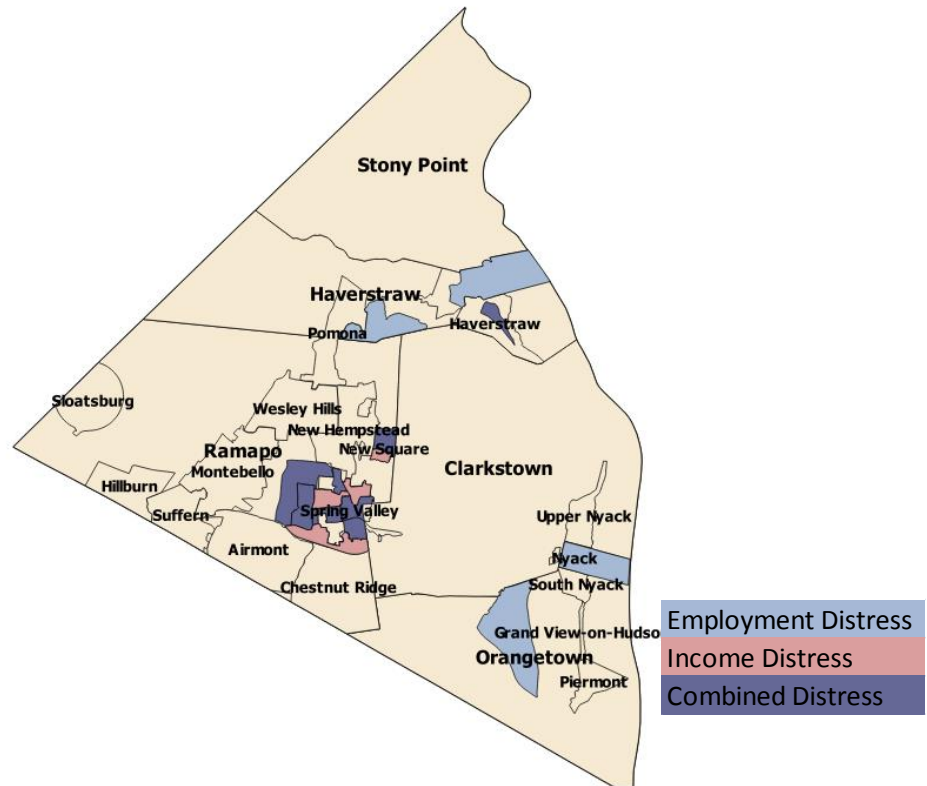 Stony Point
Haverstraw
Haverstraw
Pomona
Sloatsburg
Wesley Hills
New Hempstead
New Square
Ramapo
Montebello
Clarkstown
Hillburn
Suffern
Spring Valley
Upper Nyack
Airmont
Nyack
Chestnut Ridge
South Nyack
Grand View-on-Hudso
Orangetown
Piermont
Employment Distress
Income Distress
Combined Distress